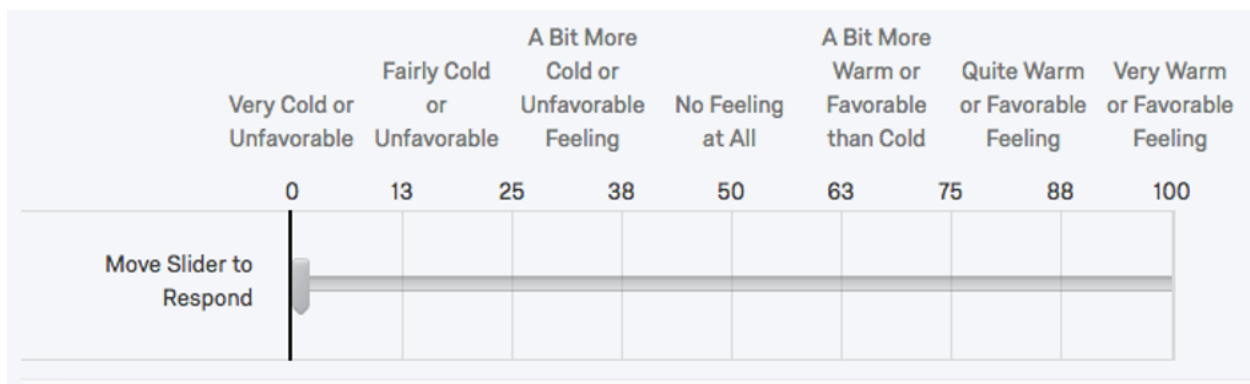 Very Cold or
Unfavorable
Fairly Cold
or
Unfavorable
A Bit More
Cold or
Unfavorable
Feeling
No Feeling
at All
A Bit More
Warm or
Favorable
than Cold
Quite Warm
or Favorable
Feeling
Very Warm
or Favorable
Feeling
0 13 25 38 50 63 75 88 100
Move Slider to
Respond